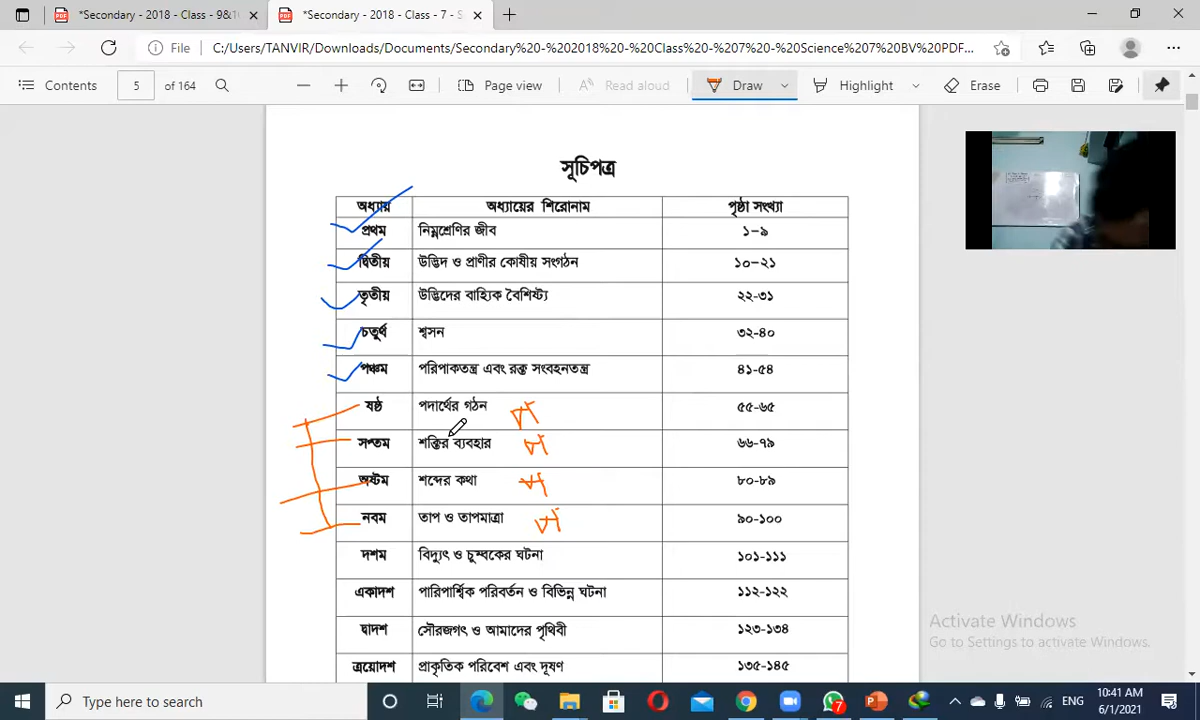 *Secondary - 2018 - Class - 9&1
*Secondary - 2018 - Class - 7 - S
File
C:/Users/TANVIR/Downloads/Documents/Secondary%20-%202018%20-%20Class%20-%207%20-%20Science%207%20BV%20PDF...
Contents
5
of 164
Page view
Read aloud
Draw
Highlight
Erase
সূচিপত্র
অধ্যায় অধ্যায়ের শিরোনাম পৃষ্ঠা সংখ্যা
প্রথম নিম্নশ্রেণির জীব ১-৯
দ্বিতীয় উদ্ভিদ ও প্রাণীর কোষীয় সংগঠন ১০-২১
তৃতীয় উদ্ভিদের বাহ্যিক বৈশিষ্ট্য ২২-৩১
চতুর্থ শ্বসন ৩২-৪০
পঞ্চম পরিপাকতন্ত্র এবং রক্ত সংবহনতন্ত্র ৪১-৫৪
ষষ্ঠ পদার্থের গঠন ৫৫-৬৫
সপ্তম শক্তির ব্যবহার ৬৬-৭৯
অষ্টম শব্দের কথা ৮০-৮৯
নবম তাপ ও তাপমাত্রা ৯০-১০০
দশম বিদ্যুৎ ও চুম্বকের ঘটনা ১০১-১১১
একাদশ পারিপার্শ্বিক পরিবর্তন ও বিভিন্ন ঘটনা ১১২-১২২
দ্বাদশ সৌরজগৎ ও আমাদের পৃথিবী ১২৩-১৩৪
ত্রয়োদশ প্রাকৃতিক পরিবেশ এবং দূষণ ১৩৫-১৪৫
Activate Windows
Go to Settings to activate Windows.
Type here to search
7
ENG
10:41 AM
6/1/2021